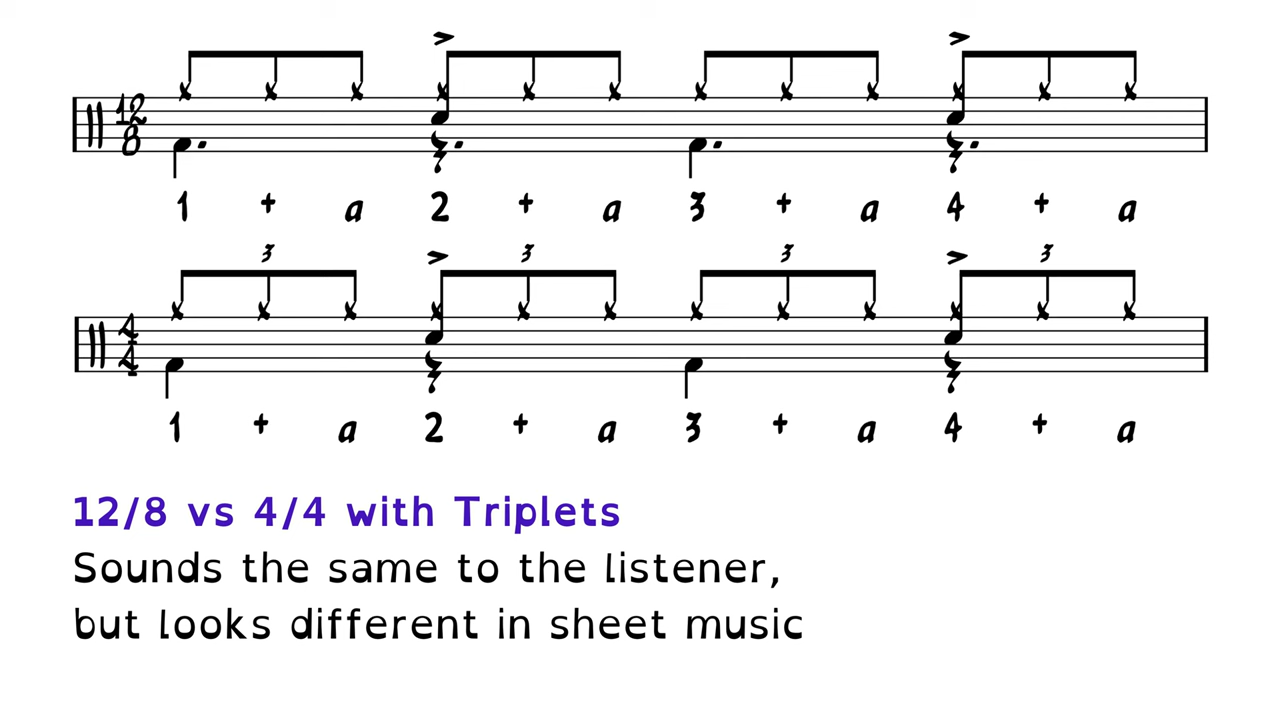 12
8
1 + a 2 + a 3 + a 4 + a
3 3 3 3
4
4
1 + a 2 + a 3 + a 4 + a
12/8 vs 4/4 with Triplets
Sounds the same to the listener,
but looks different in sheet music